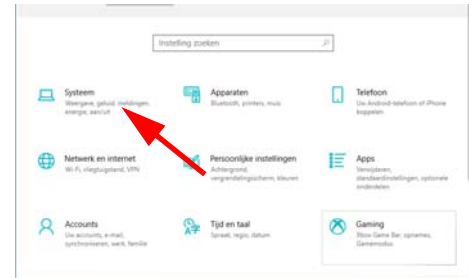 Instelling zoeken
Systeem
Weergave, geluid, meldingen,
energie, aan/uit
Apparaten
Bluetooth, printers, muis
Telefoon
Uw Android-telefoon of iPhone
koppelen
Netwerk en internet
Wi-Fi, vliegtuigstand, VPN
Persoonlijke instellingen
Achtergrond,
vergrendelingsscherm, kleuren
Apps
Verwijderen,
standaardinstellingen, optionele
onderdelen
Accounts
Uw accounts, e-mail,
synchroniseren, werk, familie
Tijd en taal
Spraak, regio, datum
Gaming
Xbox Game Bar, opnames,
Gamemodus